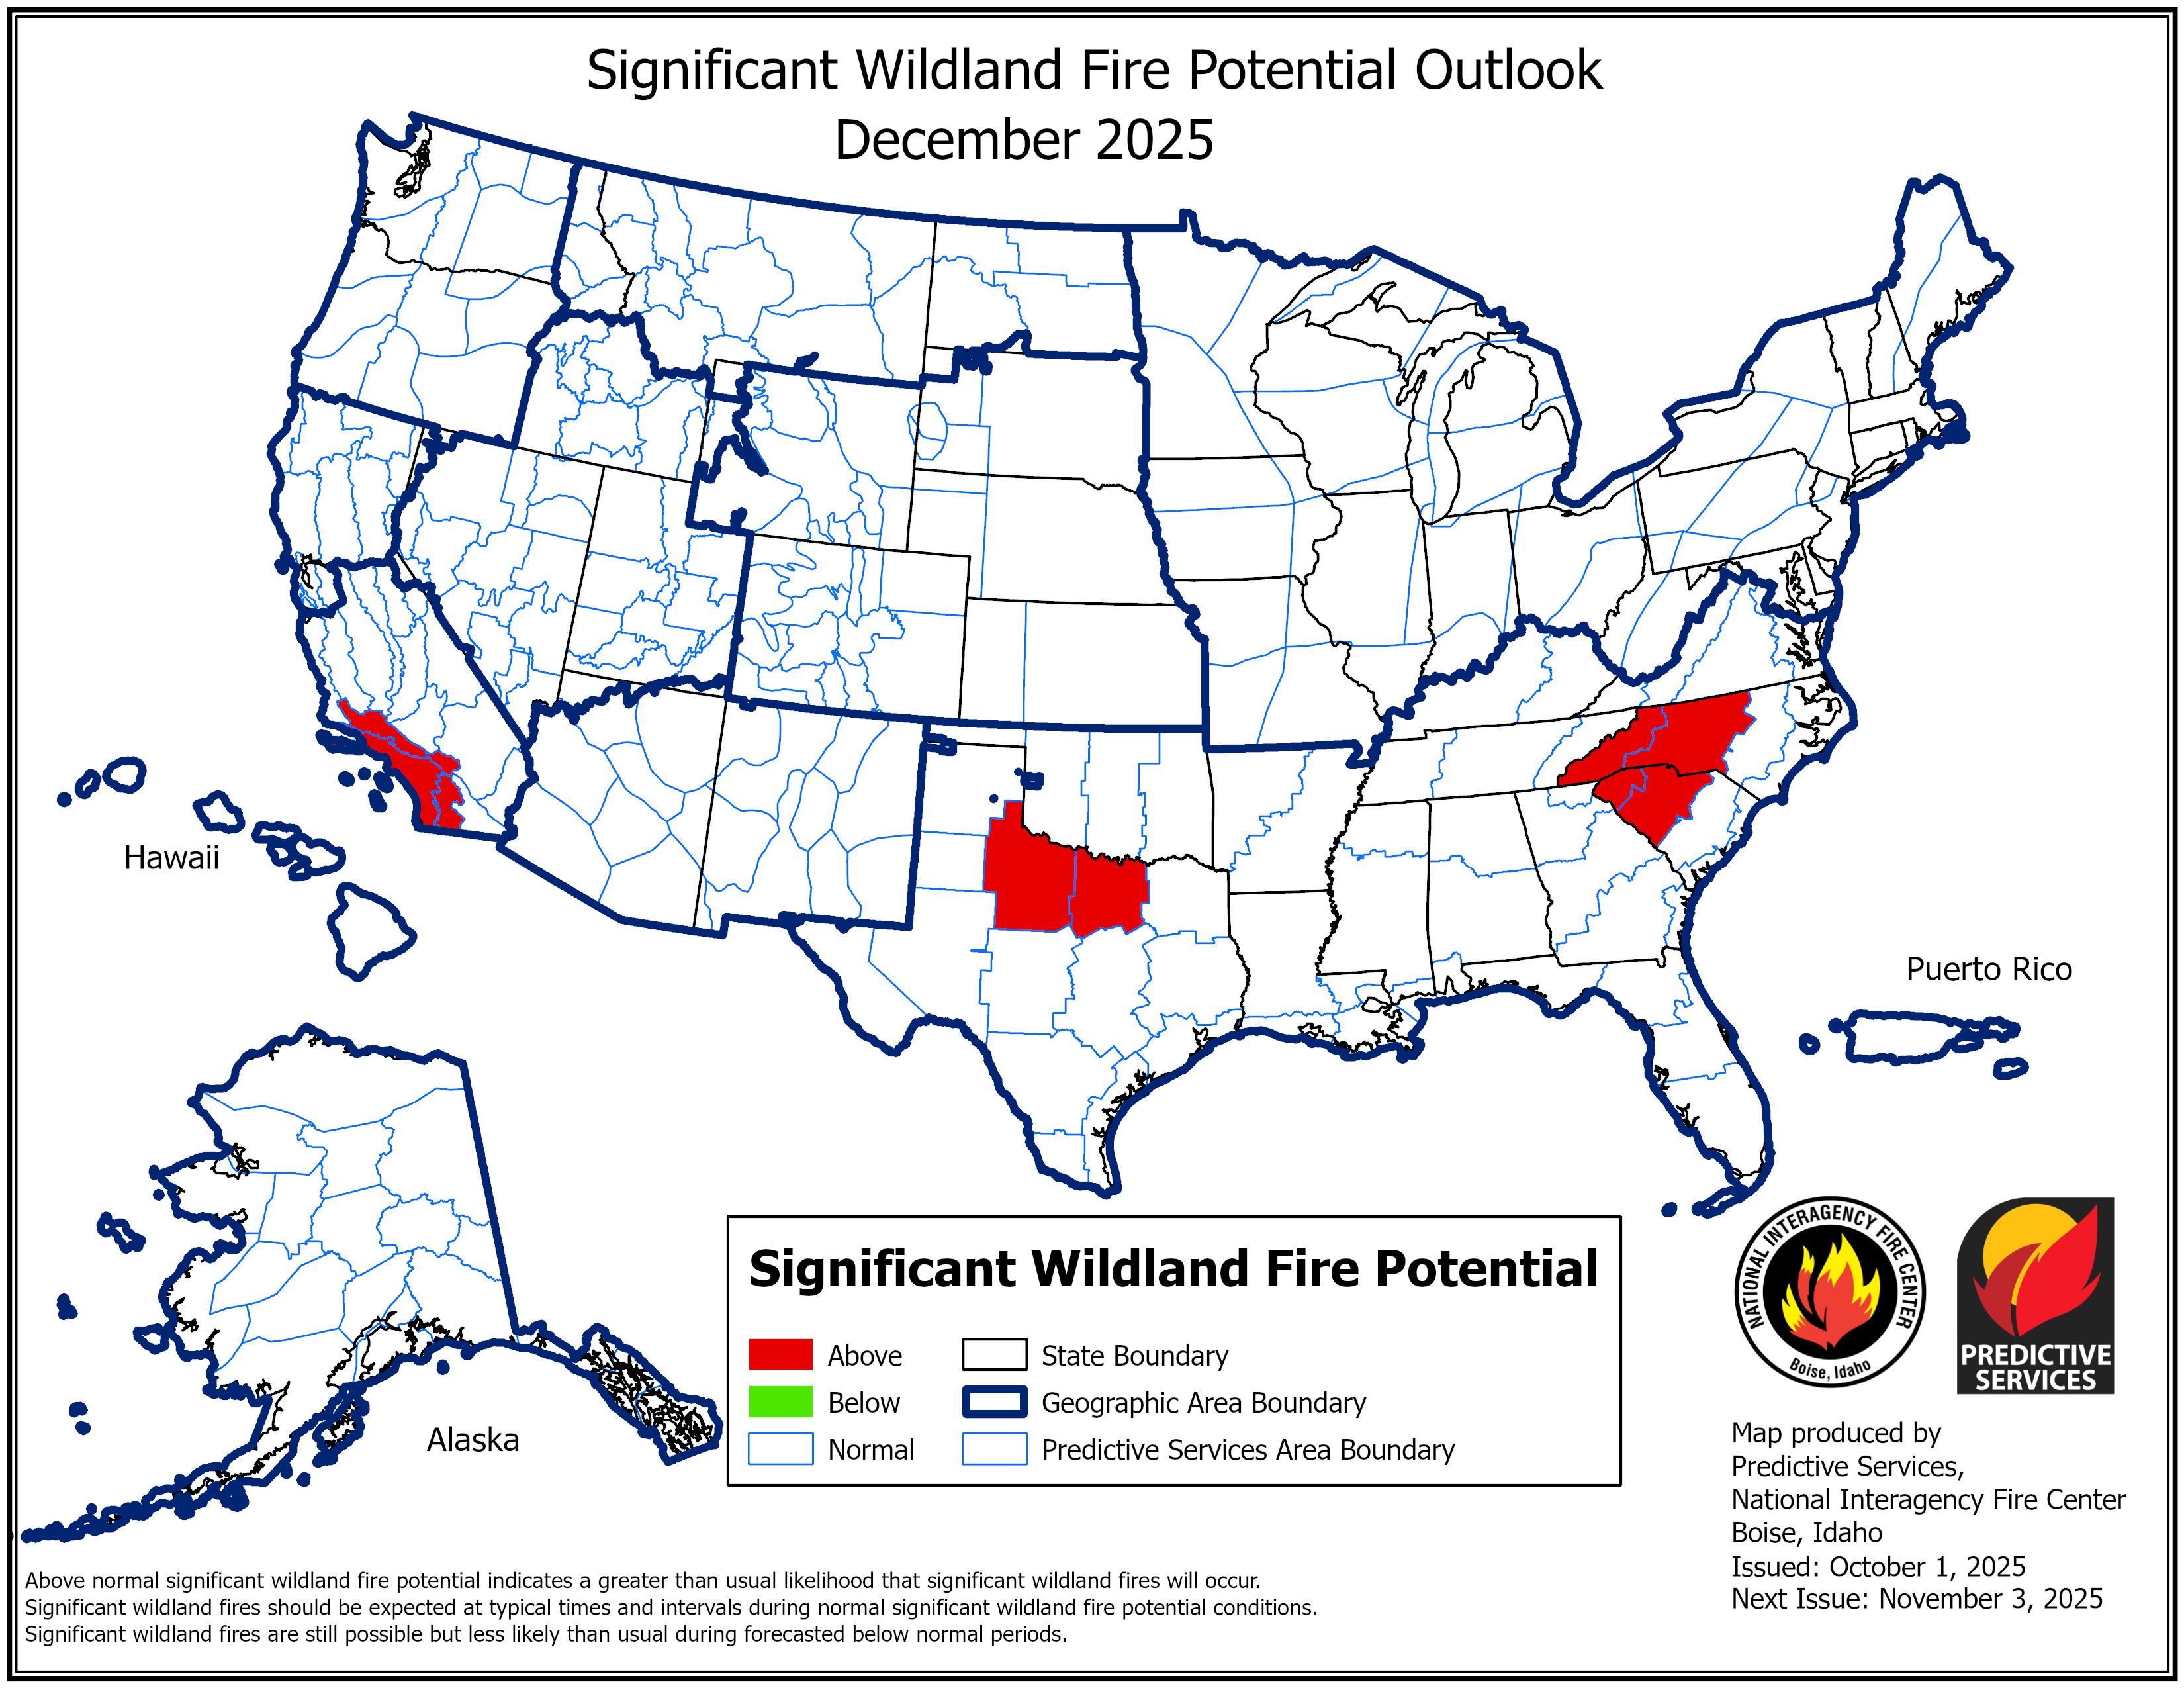 Significant Wildland Fire Potential Outlook
December 2025
Hawaii
Puerto Rico
Alaska
Significant Wildland Fire Potential
Above
State Boundary
Below
Geographic Area Boundary
Normal
Predictive Services Area Boundary
NATIONAL INTERAGENCY FIRE CENTER
Boise, Idaho
PREDICTIVE
SERVICES
Map produced by
Predictive Services,
National Interagency Fire Center
Boise, Idaho
Issued: October 1, 2025
Next Issue: November 3, 2025
Above normal significant wildland fire potential indicates a greater than usual likelihood that significant wildland fires will occur.
Significant wildland fires should be expected at typical times and intervals during normal significant wildland fire potential conditions.
Significant wildland fires are still possible but less likely than usual during forecasted below normal periods.